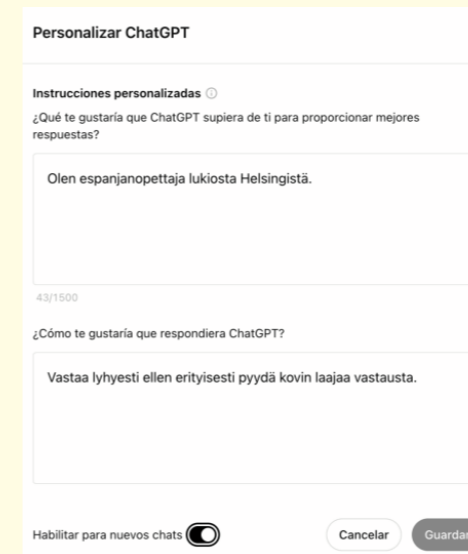 Personalizar ChatGPT
Instrucciones personalizadas
¿Qué te gustaría que ChatGPT supiera de ti para proporcionar mejores
respuestas?
Olen espanjanopettaja lukiosta Helsingistä.
43/1500
¿Cómo te gustaría que respondiera ChatGPT?
Vastaa lyhyesti ellen erityisesti pyydä kovin laajaa vastausta.
Habilitar para nuevos chats
Cancelar
Guardar